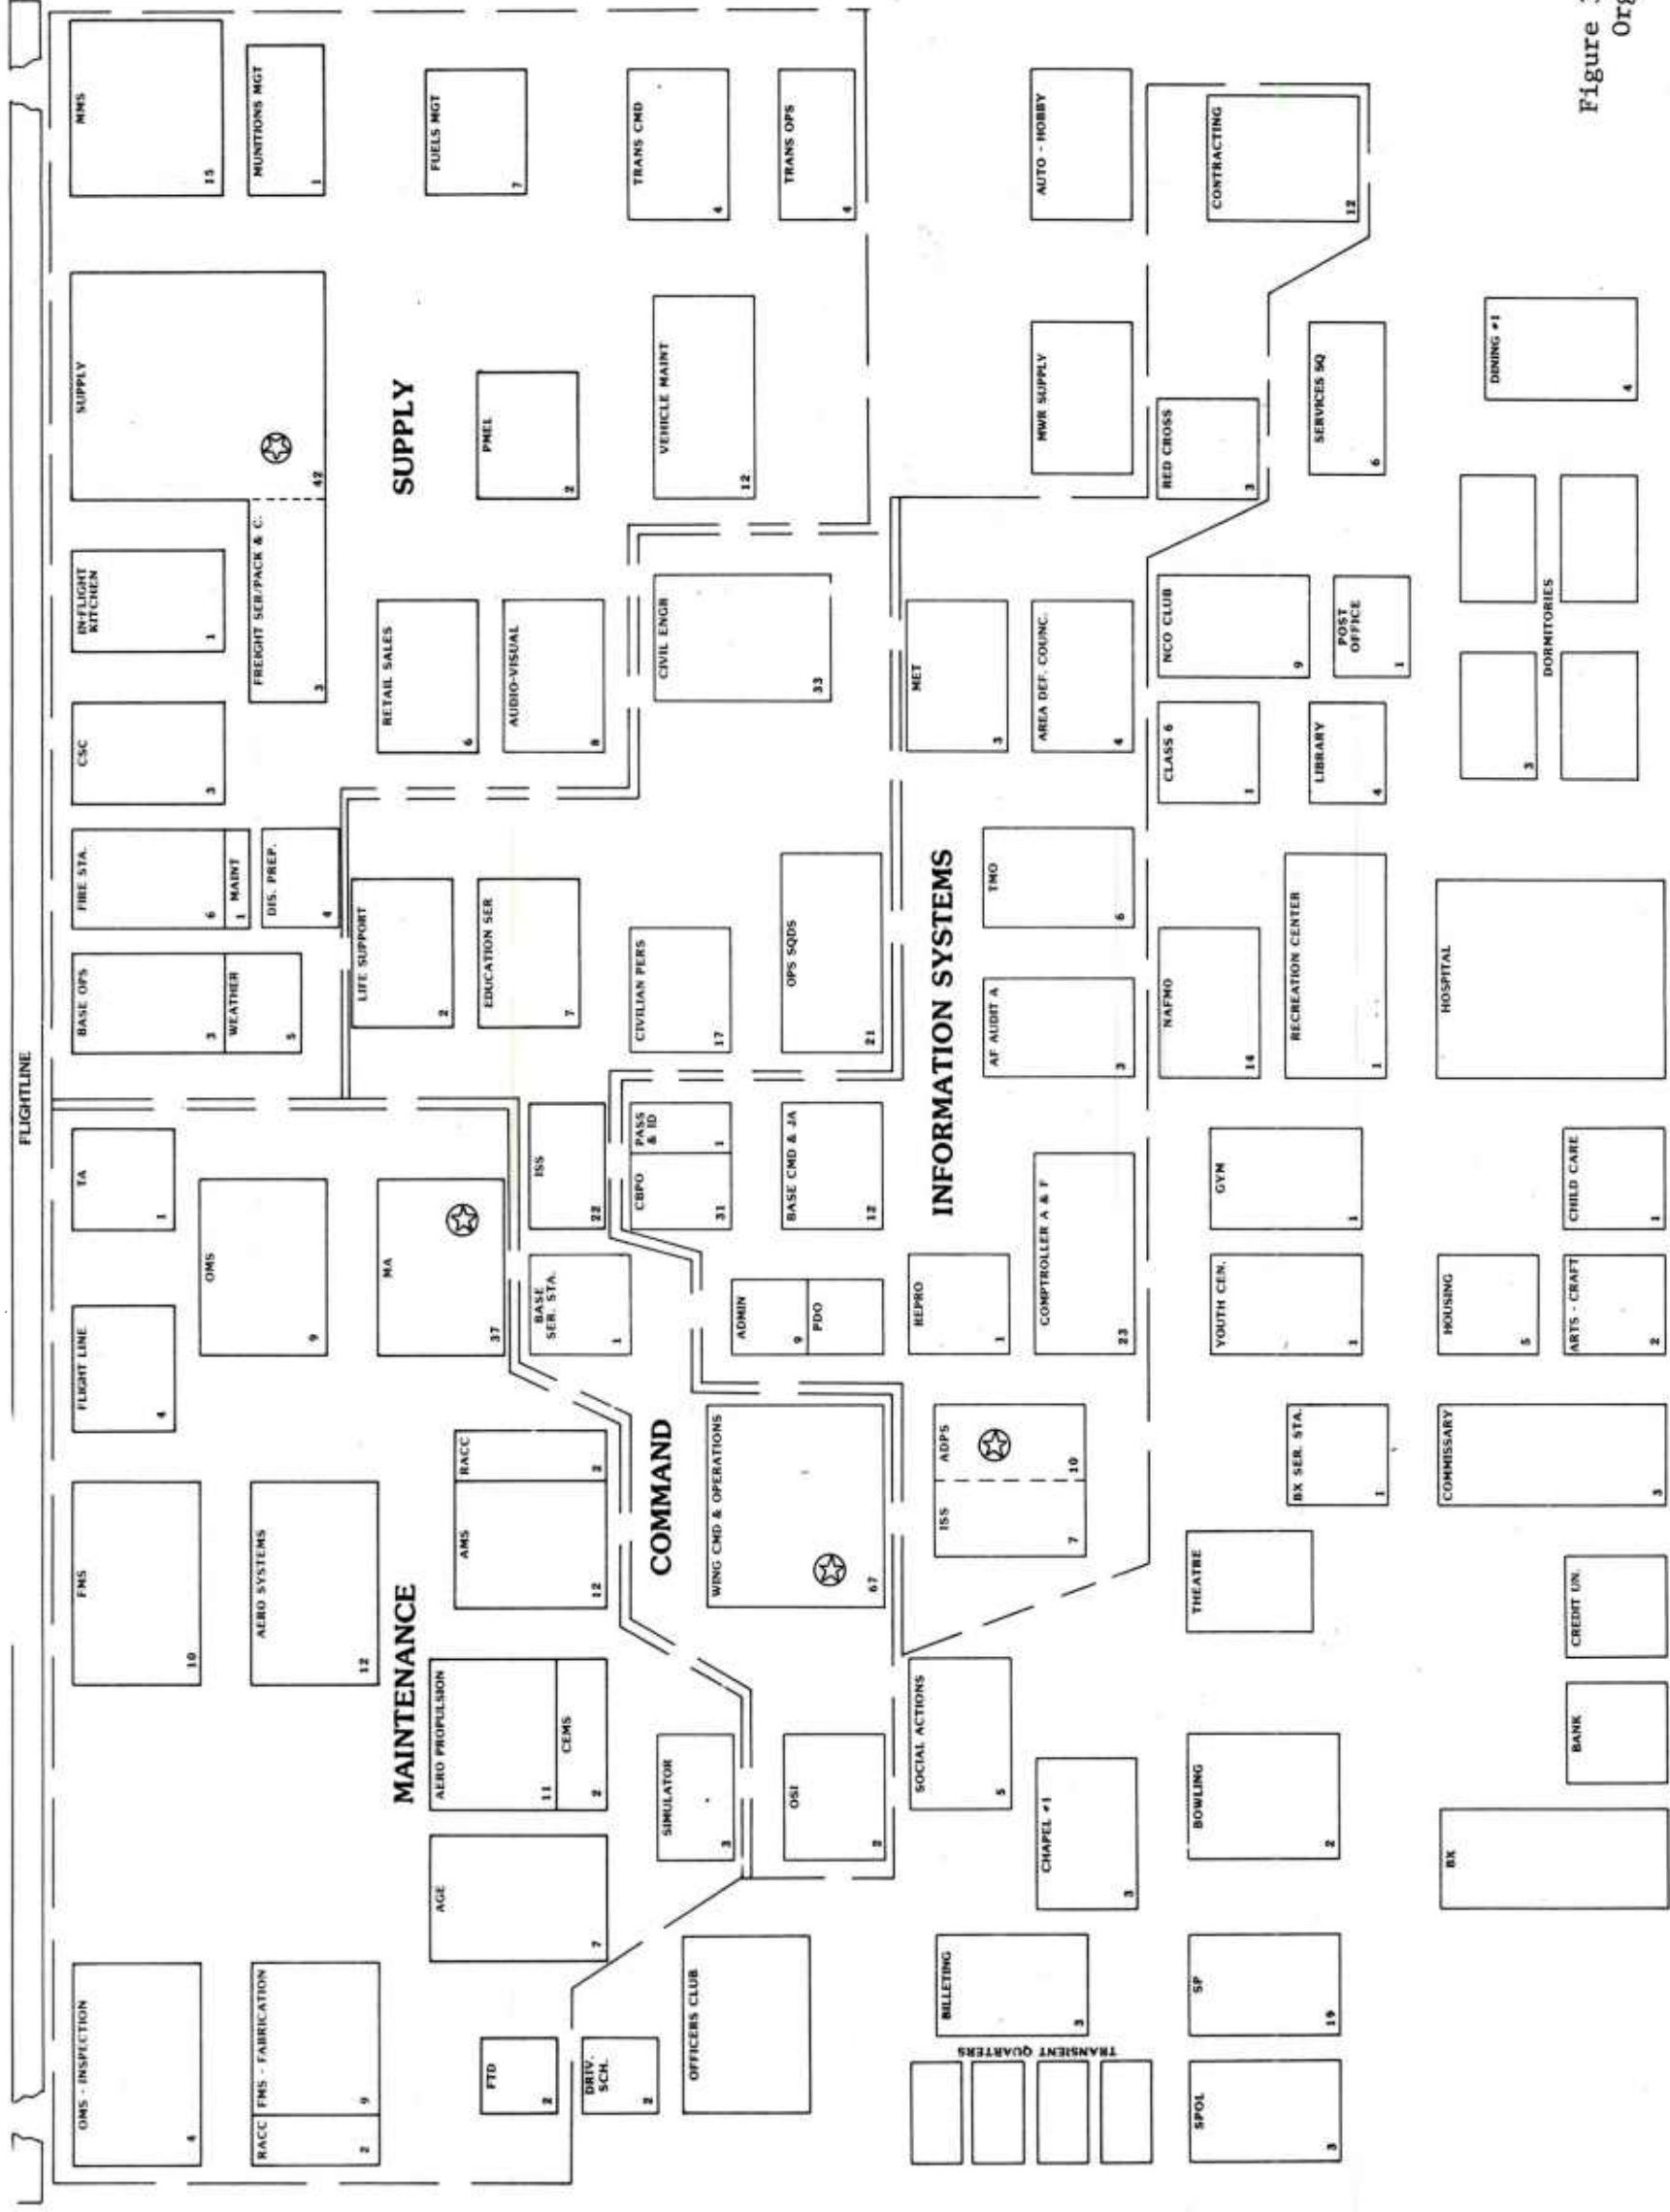 FLIGHTLINE
OMS - INSPECTION
4
FMS
10
FLIGHT LINE
4
TA
1
BASE OPS
3
WEATHER
5
FIRE STA.
6
MAINT
1
DIS. PREP.
4
CSC
3
IN-FLIGHT
KITCHEN
1
FREIGHT SER/PACK & C.
3
SUPPLY
42
MMS
15
MUNITIONS MGT
1
RACC
2
FMS - FABRICATION
9
AERO SYSTEMS
12
OMS
9
MA
37
MAINTENANCE
AGE
7
AERO PROPULSION
11
CEMS
2
AMS
12
RACC
2
FTD
2
DRIV.
SCH.
2
SIMULATOR
3
LIFE SUPPORT
2
EDUCATION SER
7
RETAIL SALES
6
AUDIO-VISUAL
8
SUPPLY
PMEL
2
FUELS MGT
7
TRANS CMD
4
TRANS OPS
4
VEHICLE MAINT
12
CIVIL ENGR
33
CIVILIAN PERS
17
OPS SQDS
21
ISS
22
BASE
SER. STA.
1
CBPO
31
PASS
& ID
1
BASE CMD & JA
12
ADMIN
9
PDO
COMMAND
WING CMD & OPERATIONS
67
OSI
2
OFFICERS CLUB
SOCIAL ACTIONS
5
CHAPEL #1
3
BILLETING
3
TRANSIENT QUARTERS
INFORMATION SYSTEMS
ISS
7
ADPS
10
REPRO
1
COMPTROLLER A & F
23
AF AUDIT A
3
TMO
6
MET
3
AREA DEF. COUNC.
4
MWR SUPPLY
AUTO - HOBBY
CONTRACTING
12
RED CROSS
3
SERVICES SQ
6
NCO CLUB
9
POST
OFFICE
1
CLASS 6
1
LIBRARY
4
NAFMO
14
RECREATION CENTER
1
GYM
1
YOUTH CEN.
1
BX SER. STA.
1
THEATRE
BOWLING
2
SP
19
SPOL
3
BX
BANK
CREDIT UN.
COMMISSARY
3
HOUSING
5
ARTS - CRAFT
2
CHILD CARE
1
HOSPITAL
3
DORMITORIES
DINING #1
4
Figure
Org